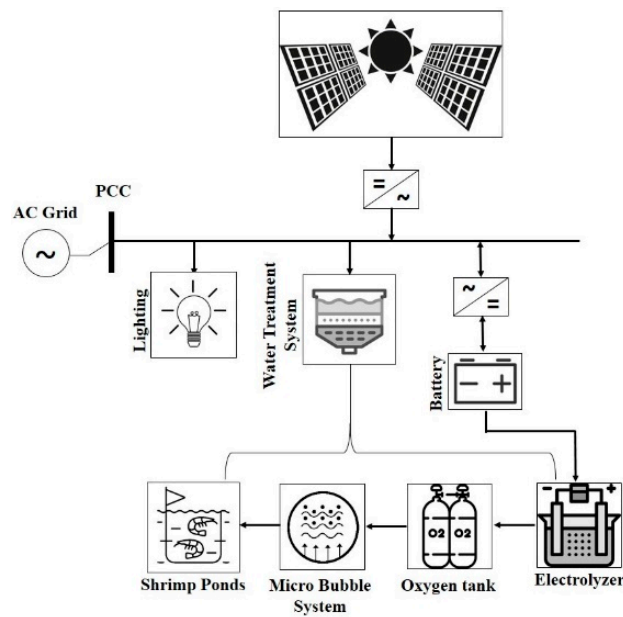 =
~
PCC
AC Grid
~
Lighting
Water Treatment
System
~
=
Battery
− +
− +
O2 O2
Shrimp Ponds
Micro Bubble
System
Oxygen tank
Electrolyzer